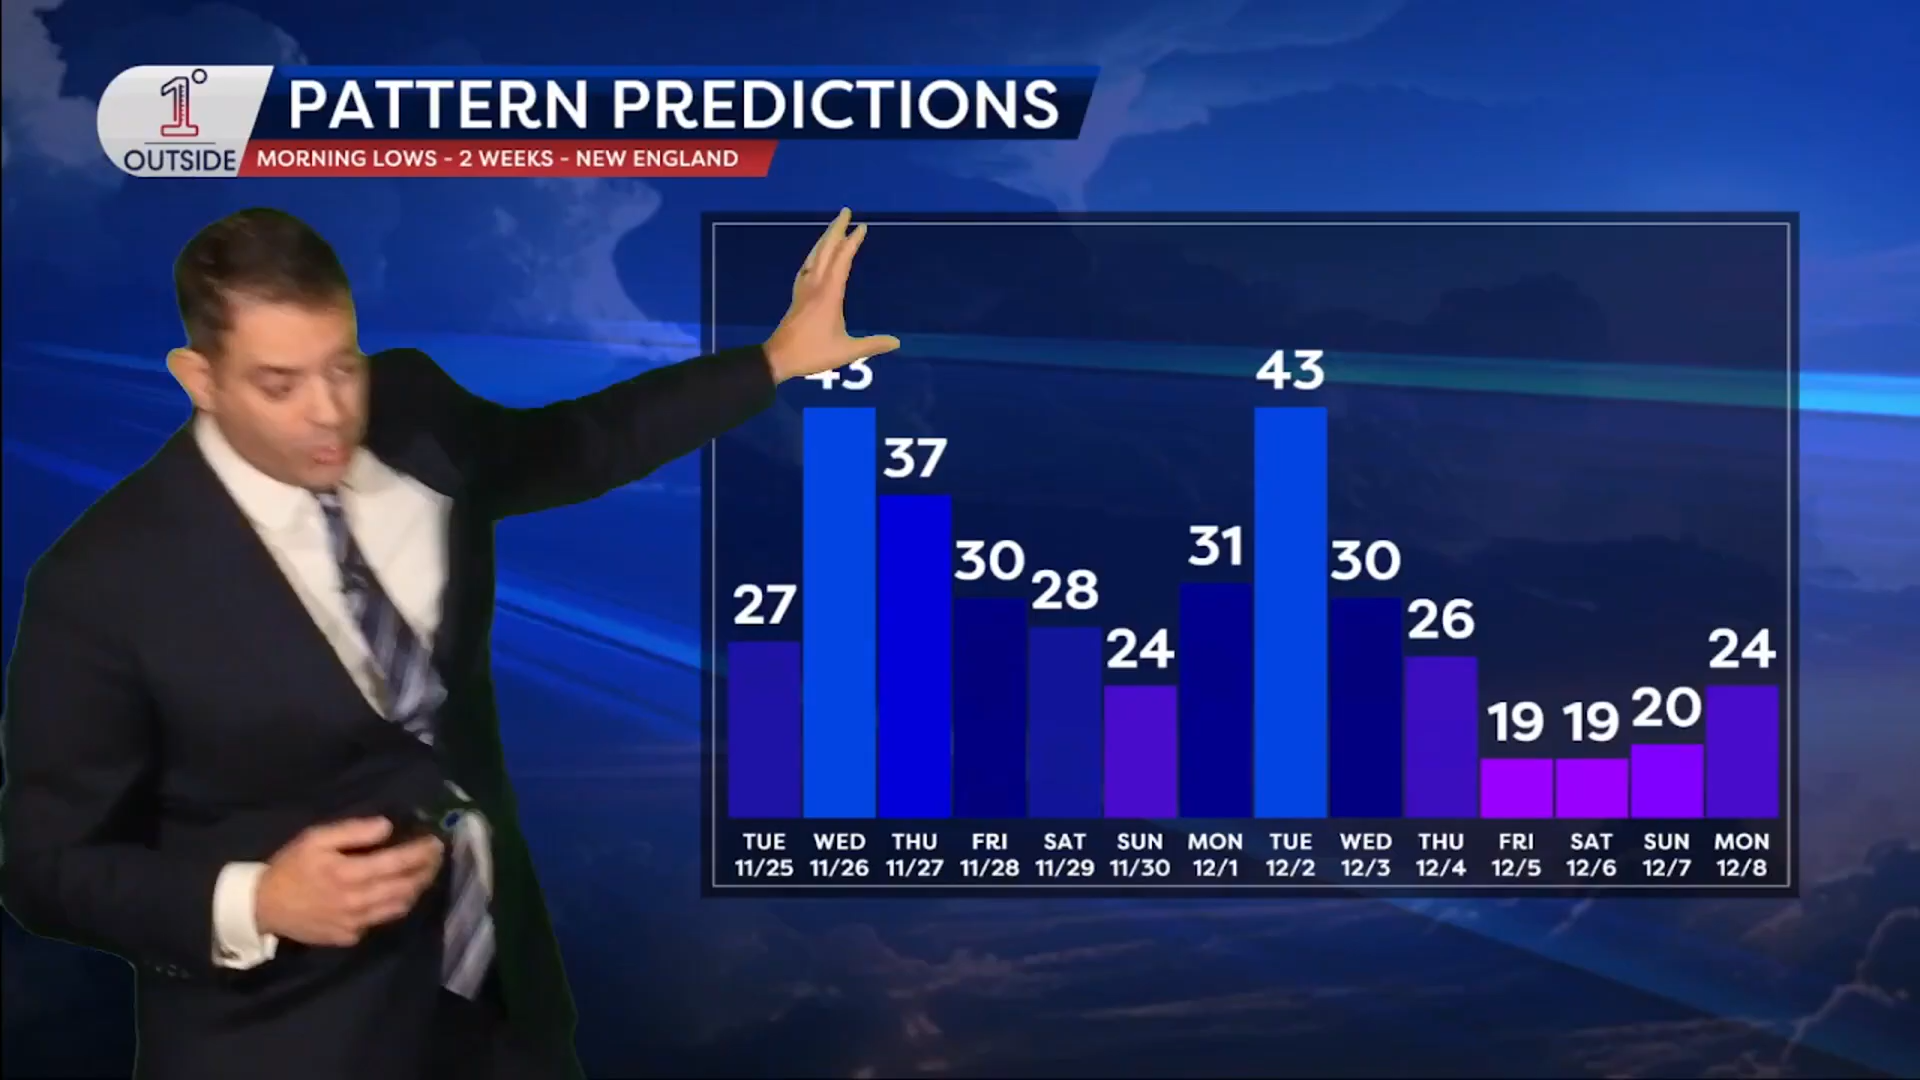 1°
OUTSIDE
PATTERN PREDICTIONS
MORNING LOWS - 2 WEEKS - NEW ENGLAND
27 43 37 30 28 24 31 43 30 26 19 19 20 24
TUE WED THU FRI SAT SUN MON TUE WED THU FRI SAT SUN MON
11/25 11/26 11/27 11/28 11/29 11/30 12/1 12/2 12/3 12/4 12/5 12/6 12/7 12/8